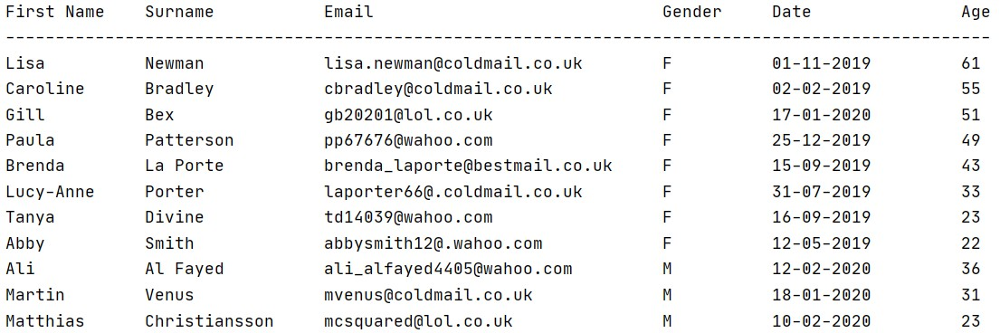 First Name    Surname           Email                             Gender     Date               Age
---------------------------------------------------------------------------------------------------
Lisa          Newman            lisa.newman@coldmail.co.uk        F          01-11-2019         61
Caroline      Bradley           cbradley@coldmail.co.uk           F          02-02-2019         55
Gill          Bex               gb20201@lol.co.uk                 F          17-01-2020         51
Paula         Patterson         pp67676@wahoo.com                 F          25-12-2019         49
Brenda        La Porte          brenda_laporte@bestmail.co.uk     F          15-09-2019         43
Lucy-Anne     Porter            laporter66@.coldmail.co.uk        F          31-07-2019         33
Tanya         Divine            td14039@wahoo.com                 F          16-09-2019         23
Abby          Smith             abbysmith12@.wahoo.com            F          12-05-2019         22
Ali           Al Fayed          ali_alfayed4405@wahoo.com         M          12-02-2020         36
Martin        Venus             mvenus@coldmail.co.uk             M          18-01-2020         31
Matthias      Christiansson     mcsquared@lol.co.uk               M          10-02-2020         23